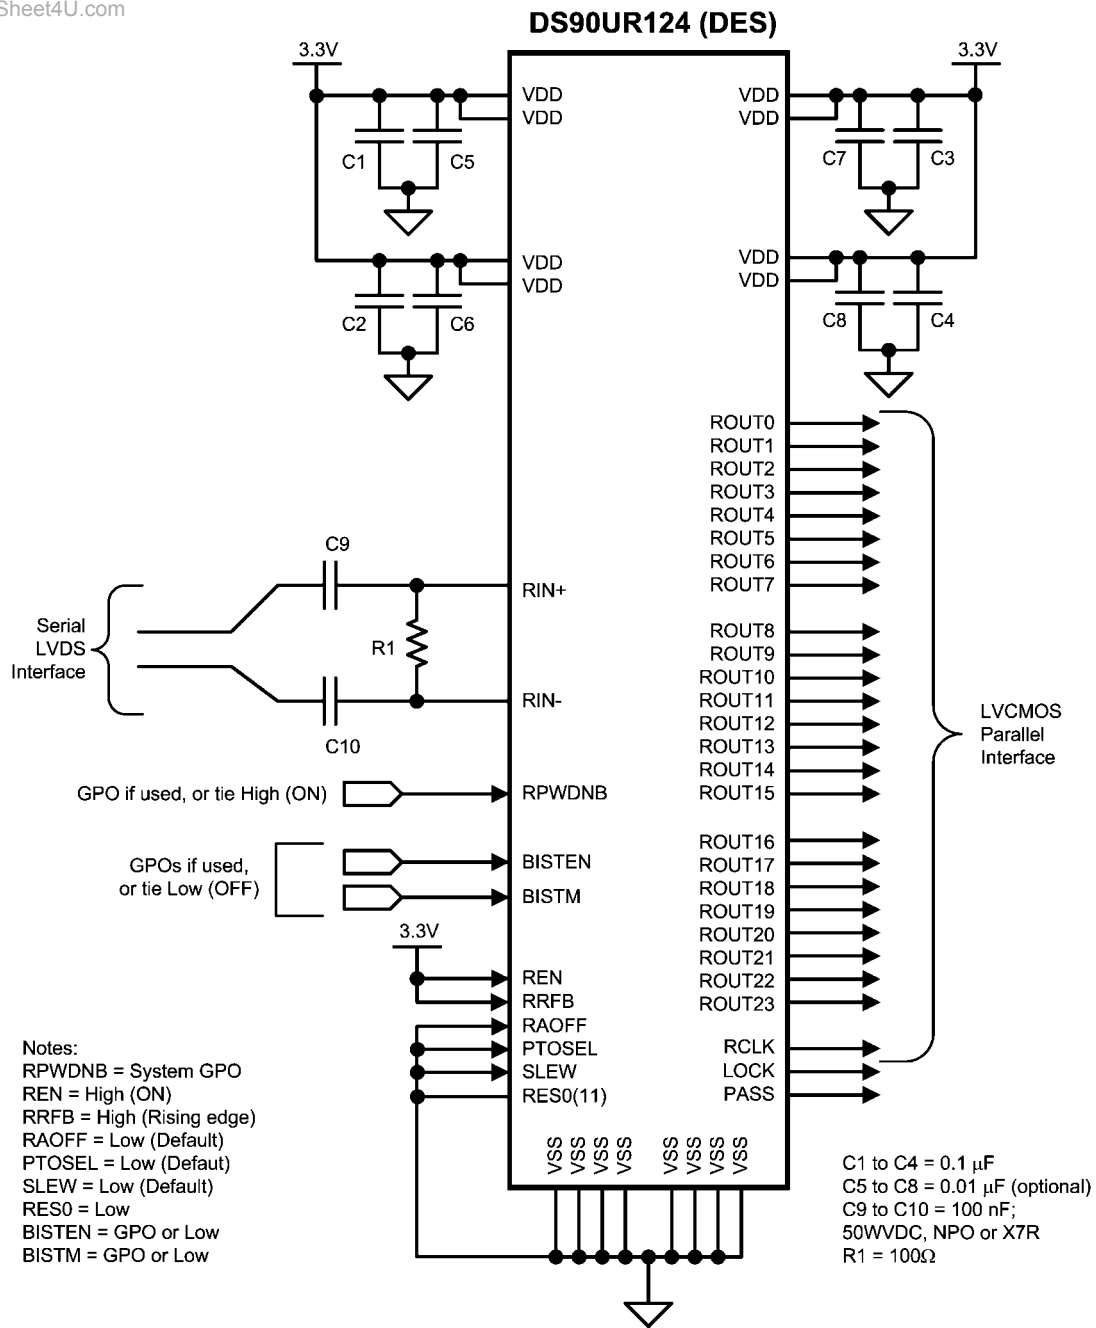 Sheet4U.com
DS90UR124 (DES)
3.3V
3.3V
VDD
VDD
VDD
VDD
C1
C5
C7
C3
VDD
VDD
VDD
VDD
C2
C6
C8
C4
ROUT0
ROUT1
ROUT2
ROUT3
ROUT4
ROUT5
ROUT6
ROUT7
C9
RIN+
Serial
LVDS
Interface
R1
RIN-
C10
ROUT8
ROUT9
ROUT10
ROUT11
ROUT12
ROUT13
ROUT14
ROUT15
LVCMOS
Parallel
Interface
GPO if used, or tie High (ON)
RPWDNB
GPOs if used,
or tie Low (OFF)
BISTEN
BISTM
ROUT16
ROUT17
ROUT18
ROUT19
ROUT20
ROUT21
ROUT22
ROUT23
3.3V
REN
RRFB
RAOFF
PTOSEL
SLEW
RES0(11)
RCLK
LOCK
PASS
VSS
VSS
VSS
VSS
VSS
VSS
VSS
VSS
Notes:
RPWDNB = System GPO
REN = High (ON)
RRFB = High (Rising edge)
RAOFF = Low (Default)
PTOSEL = Low (Defaut)
SLEW = Low (Default)
RES0 = Low
BISTEN = GPO or Low
BISTM = GPO or Low
C1 to C4 = 0.1 µF
C5 to C8 = 0.01 µF (optional)
C9 to C10 = 100 nF;
50WVDC, NPO or X7R
R1 = 100Ω